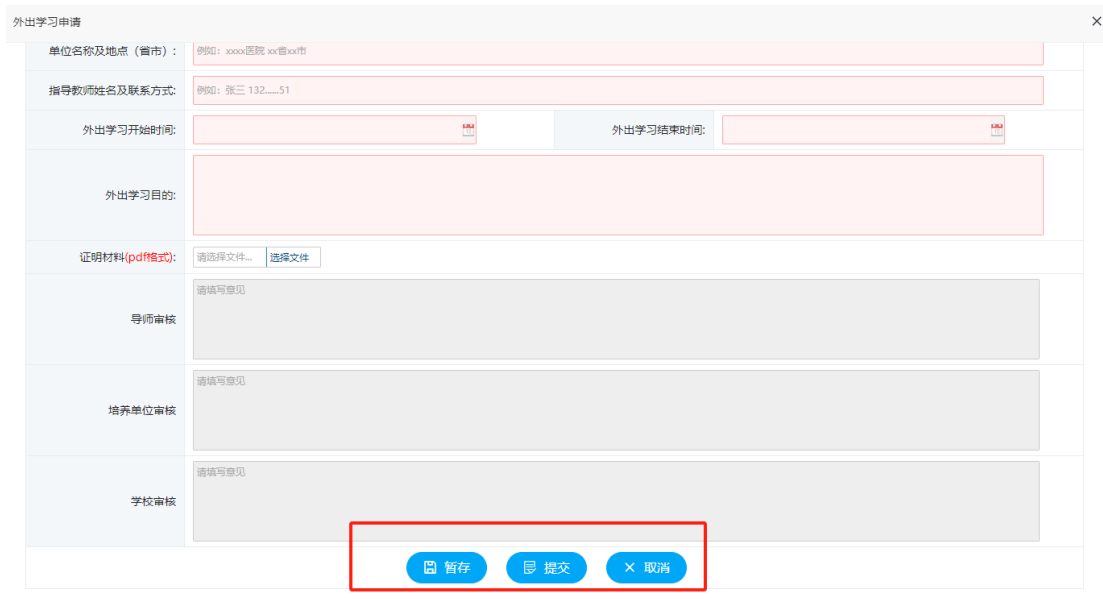 外出学习申请
单位名称及地点（省市）: 例如：xxxx医院 xx省xx市
指导教师姓名及联系方式: 例如：张三 132......51
外出学习开始时间: 外出学习结束时间:
外出学习目的:
证明材料(pdf格式): 请选择文件... 选择文件
请填写意见
导师审核
请填写意见
培养单位审核
请填写意见
学校审核
暂存 提交 取消